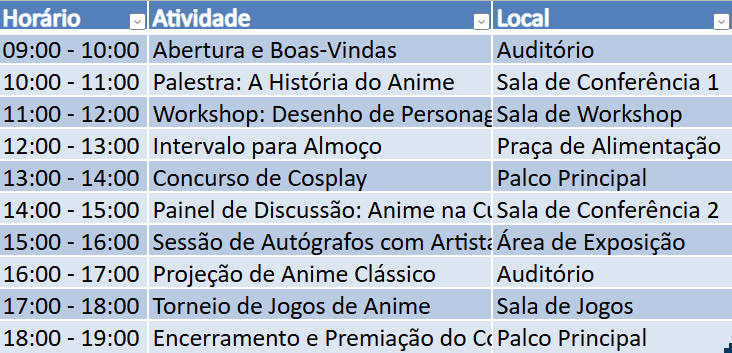 Horário Atividade Local
09:00 - 10:00 Abertura e Boas-Vindas Auditório
10:00 - 11:00 Palestra: A História do Anime Sala de Conferência 1
11:00 - 12:00 Workshop: Desenho de Personag Sala de Workshop
12:00 - 13:00 Intervalo para Almoço Praça de Alimentação
13:00 - 14:00 Concurso de Cosplay Palco Principal
14:00 - 15:00 Painel de Discussão: Anime na Cu Sala de Conferência 2
15:00 - 16:00 Sessão de Autógrafos com Artista Área de Exposição
16:00 - 17:00 Projeção de Anime Clássico Auditório
17:00 - 18:00 Torneio de Jogos de Anime Sala de Jogos
18:00 - 19:00 Encerramento e Premiação do Co Palco Principal